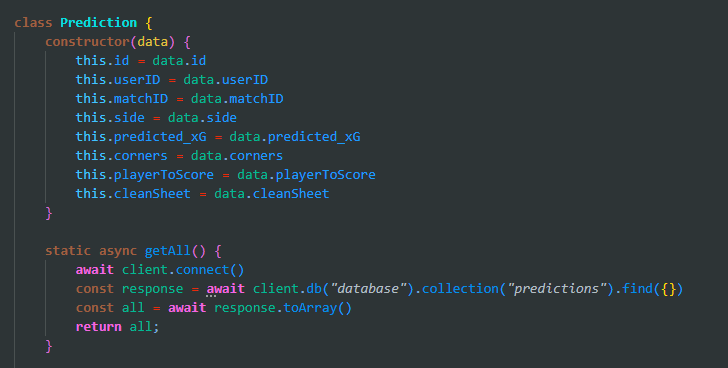 class Prediction {
    constructor(data) {
        this.id = data.id
        this.userID = data.userID
        this.matchID = data.matchID
        this.side = data.side
        this.predicted_xG = data.predicted_xG
        this.corners = data.corners
        this.playerToScore = data.playerToScore
        this.cleanSheet = data.cleanSheet
    }
    static async getAll() {
        await client.connect()
        const response = await client.db("database").collection("predictions").find({})
        const all = await response.toArray()
        return all;
    }